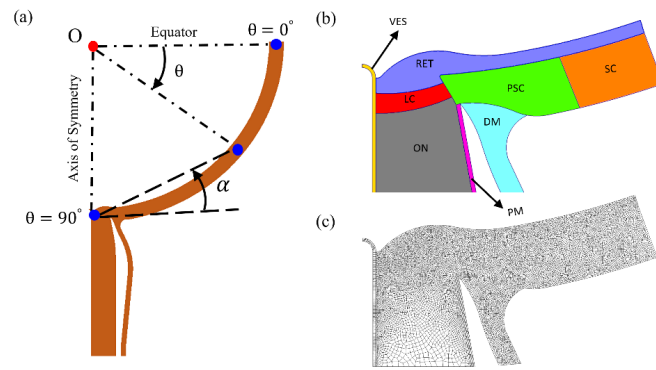 (a)
O
Equator
θ = 0°
θ
Axis of Symmetry
α
θ = 90°
(b)
VES
RET
SC
PSC
LC
DM
ON
PM
(c)